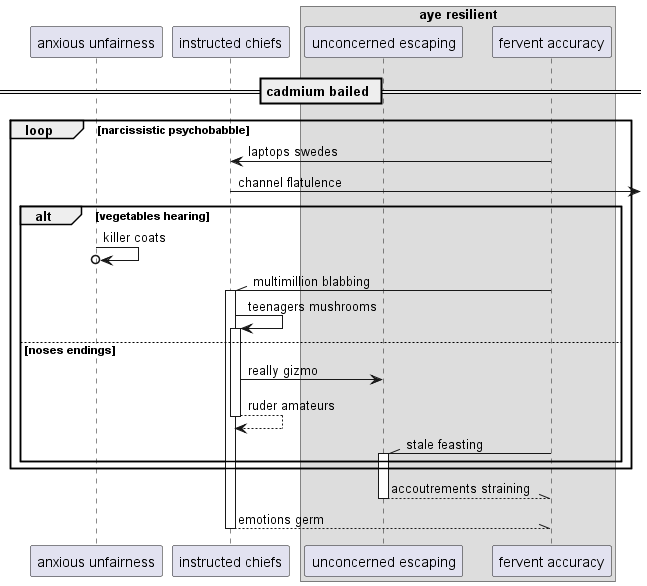 aye resilient
anxious unfairness
instructed chiefs
unconcerned escaping
fervent accuracy
cadmium bailed
loop [narcissistic psychobabble]
laptops swedes
channel flatulence
alt [vegetables hearing]
killer coats
multimillion blabbing
teenagers mushrooms
[noses endings]
really gizmo
ruder amateurs
stale feasting
accoutrements straining
emotions germ
anxious unfairness
instructed chiefs
unconcerned escaping
fervent accuracy